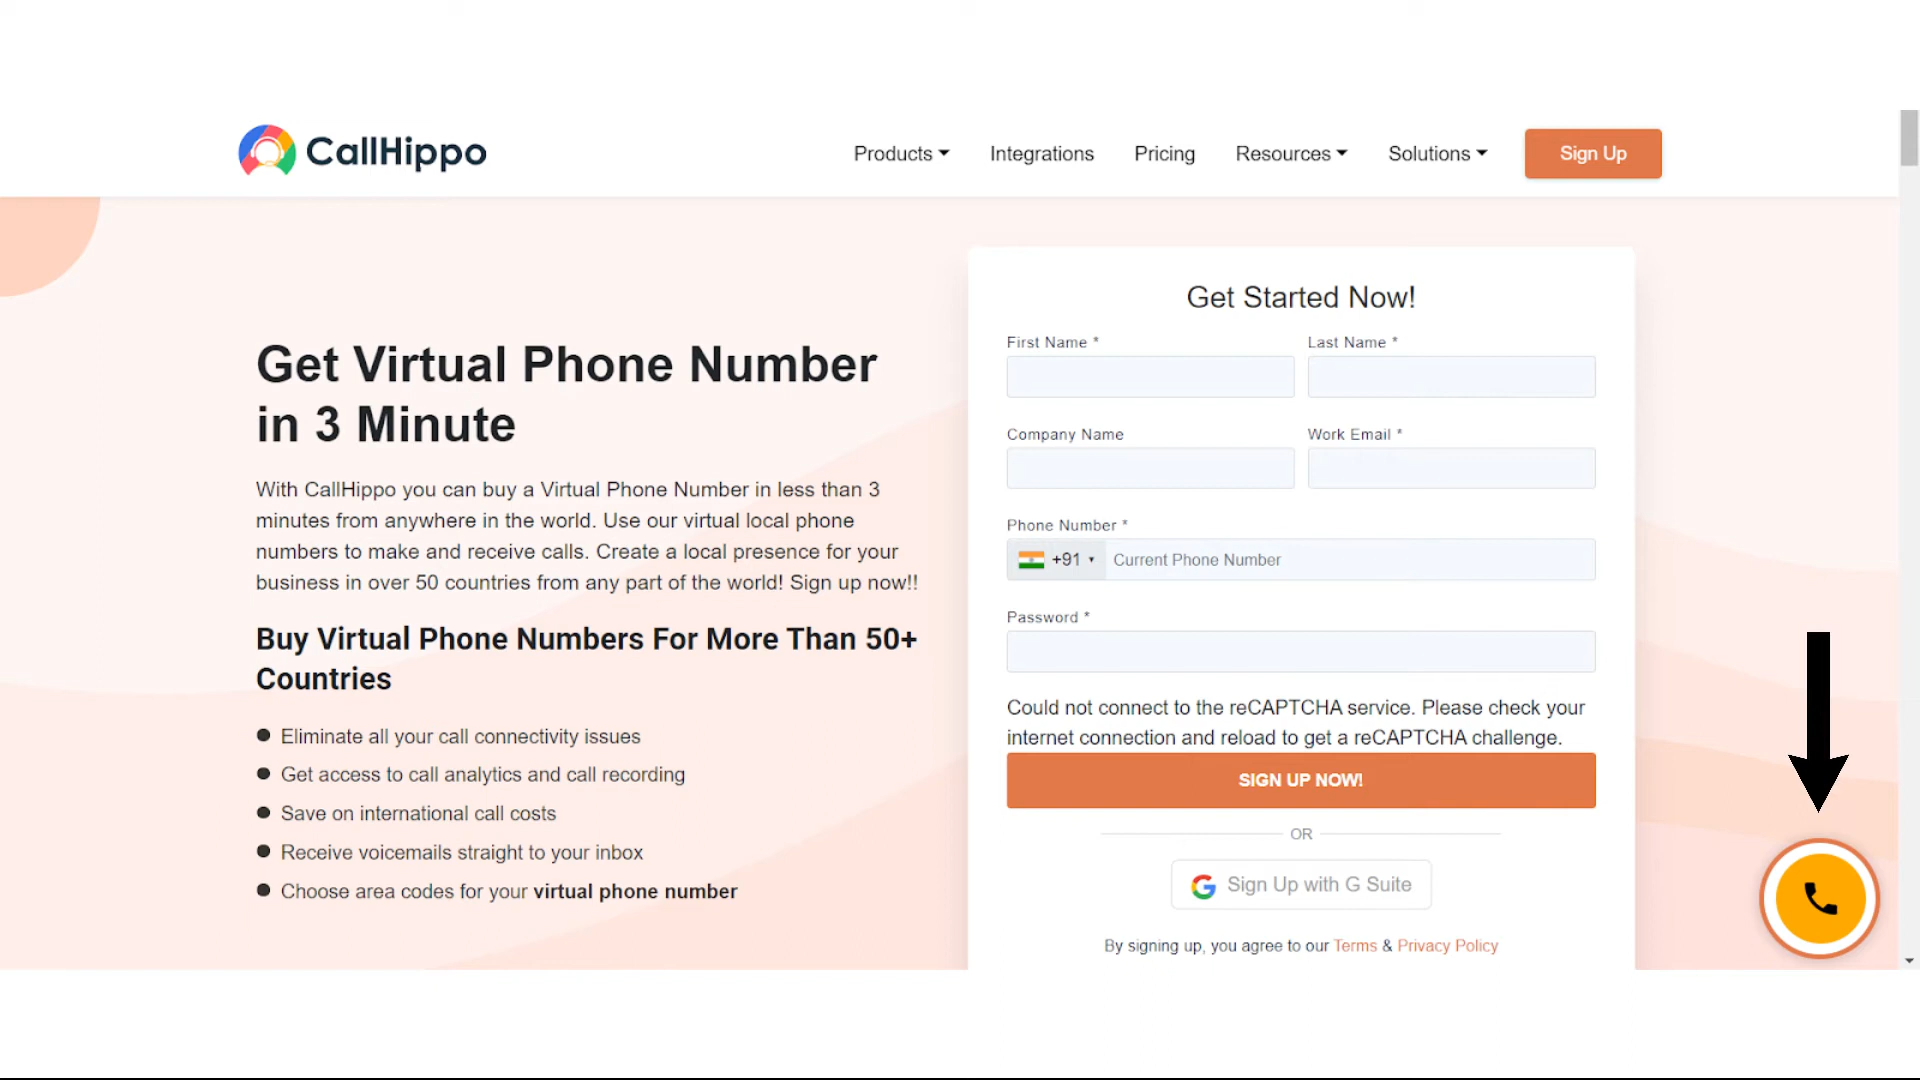 CallHippo
Products
Integrations
Pricing
Resources
Solutions
Sign Up
Get Virtual Phone Number
in 3 Minute
With CallHippo you can buy a Virtual Phone Number in less than 3
minutes from anywhere in the world. Use our virtual local phone
numbers to make and receive calls. Create a local presence for your
business in over 50 countries from any part of the world! Sign up now!!
Buy Virtual Phone Numbers For More Than 50+
Countries
Eliminate all your call connectivity issues
Get access to call analytics and call recording
Save on international call costs
Receive voicemails straight to your inbox
Choose area codes for your virtual phone number
Get Started Now!
First Name *
Last Name *
Company Name
Work Email *
Phone Number *
+91
Current Phone Number
Password *
Could not connect to the reCAPTCHA service. Please check your
internet connection and reload to get a reCAPTCHA challenge.
SIGN UP NOW!
OR
Sign Up with G Suite
By signing up, you agree to our Terms & Privacy Policy